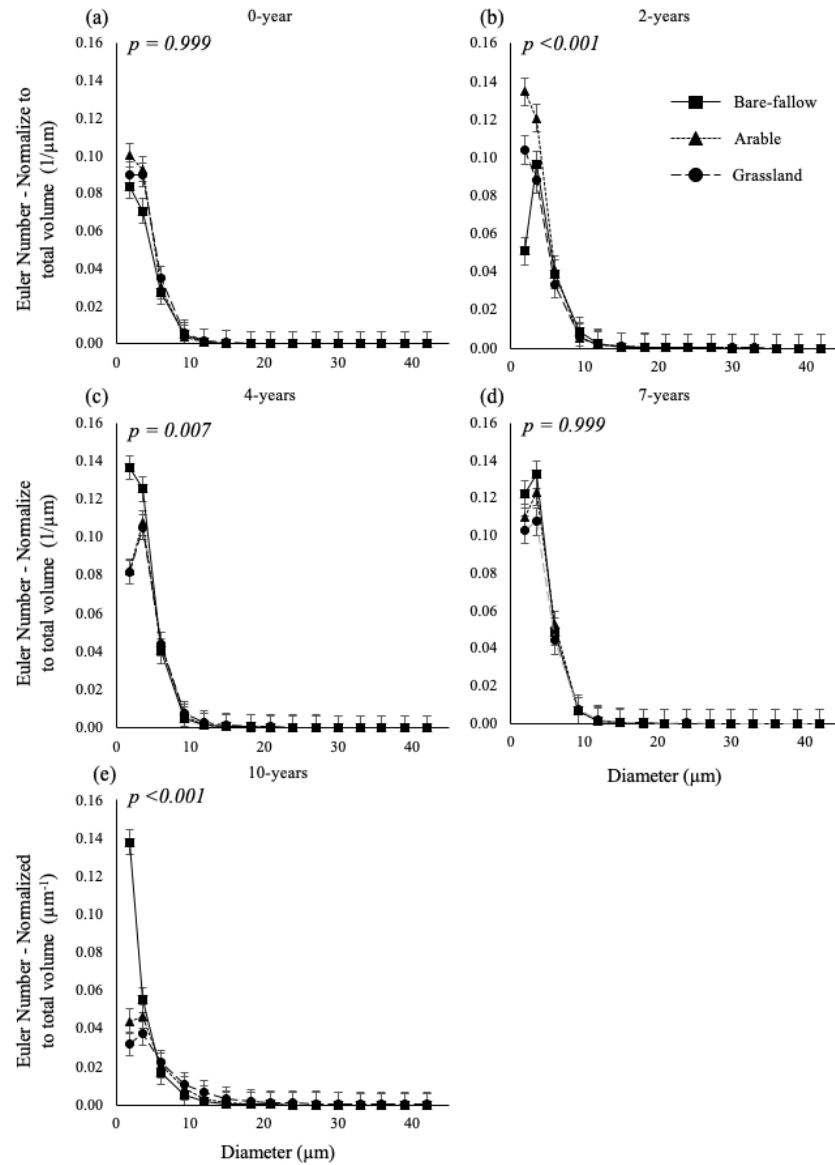 (a)
0-year
p = 0.999
Euler Number - Normalize to
total volume (1/µm)
0.16
0.14
0.12
0.10
0.08
0.06
0.04
0.02
0.00
0
10
20
30
40
(b)
2-years
p <0.001
0.16
0.14
0.12
0.10
0.08
0.06
0.04
0.02
0.00
0
10
20
30
40
Bare-fallow
Arable
Grassland
(c)
4-years
p = 0.007
Euler Number - Normalize
to total volume (1/µm)
0.16
0.14
0.12
0.10
0.08
0.06
0.04
0.02
0.00
0
10
20
30
40
(d)
7-years
p = 0.999
0.16
0.14
0.12
0.10
0.08
0.06
0.04
0.02
0.00
0
10
20
30
40
Diameter (µm)
(e)
10-years
p <0.001
Euler Number - Normalized
to total volume (µm⁻¹)
0.16
0.14
0.12
0.10
0.08
0.06
0.04
0.02
0.00
0
10
20
30
40
Diameter (µm)